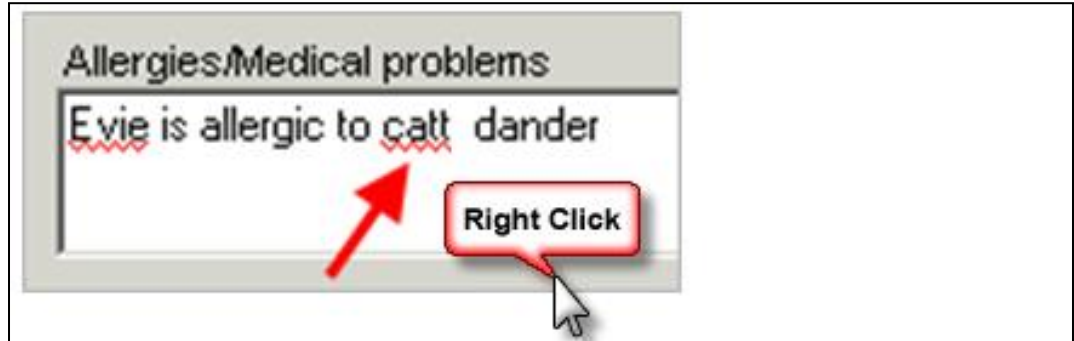 Allergies/Medical problems
Evie is allergic to catt  dander
Right Click